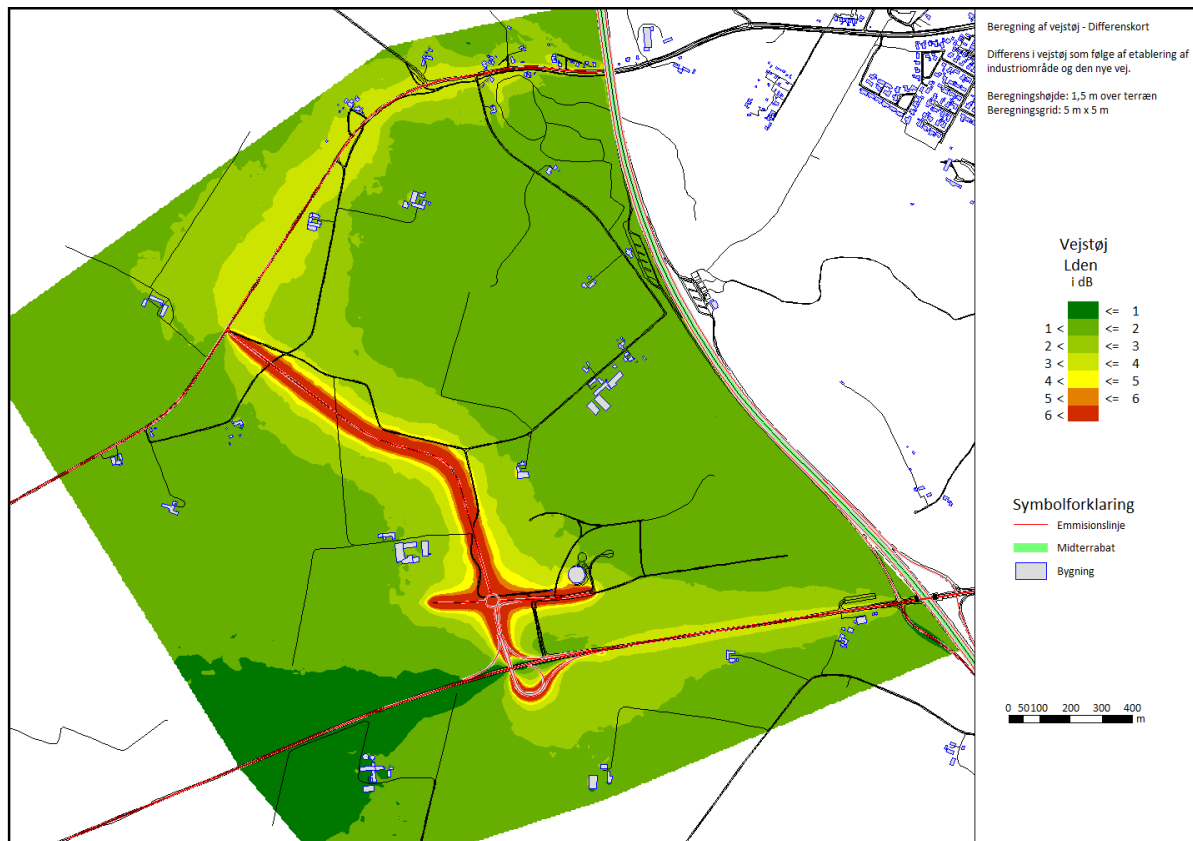 Beregning af vejstøj - Differenskort
Differens i vejstøj som følge af etablering af
industriområde og den nye vej.
Beregningshøjde: 1,5 m over terræn
Beregningsgrid: 5 m x 5 m
Vejstøj
Lden
i dB
<= 1
1 < <= 2
2 < <= 3
3 < <= 4
4 < <= 5
5 < <= 6
6 <
Symbolforklaring
Emmisionslinje
Midterrabat
Bygning
0 50 100 200 300 400
m